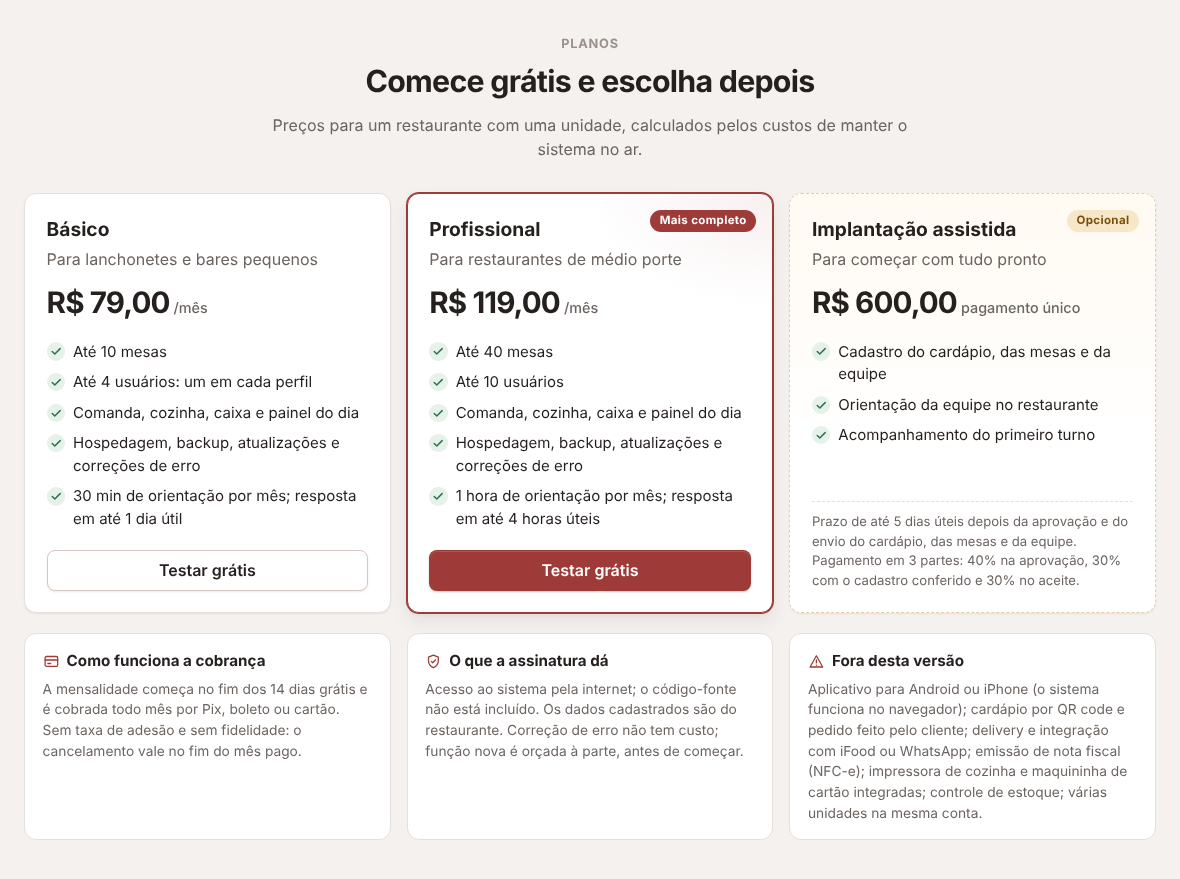 PLANOS
Comece grátis e escolha depois
Preços para um restaurante com uma unidade, calculados pelos custos de manter o
sistema no ar.
Básico
Para lanchonetes e bares pequenos
R$ 79,00 /mês
Até 10 mesas
Até 4 usuários: um em cada perfil
Comanda, cozinha, caixa e painel do dia
Hospedagem, backup, atualizações e
correções de erro
30 min de orientação por mês; resposta
em até 1 dia útil
Testar grátis
Profissional
Mais completo
Para restaurantes de médio porte
R$ 119,00 /mês
Até 40 mesas
Até 10 usuários
Comanda, cozinha, caixa e painel do dia
Hospedagem, backup, atualizações e
correções de erro
1 hora de orientação por mês; resposta
em até 4 horas úteis
Testar grátis
Implantação assistida
Opcional
Para começar com tudo pronto
R$ 600,00 pagamento único
Cadastro do cardápio, das mesas e da
equipe
Orientação da equipe no restaurante
Acompanhamento do primeiro turno
Prazo de até 5 dias úteis depois da aprovação e do
envio do cardápio, das mesas e da equipe.
Pagamento em 3 partes: 40% na aprovação, 30%
com o cadastro conferido e 30% no aceite.
Como funciona a cobrança
A mensalidade começa no fim dos 14 dias grátis e
é cobrada todo mês por Pix, boleto ou cartão.
Sem taxa de adesão e sem fidelidade: o
cancelamento vale no fim do mês pago.
O que a assinatura dá
Acesso ao sistema pela internet; o código-fonte
não está incluído. Os dados cadastrados são do
restaurante. Correção de erro não tem custo;
função nova é orçada à parte, antes de começar.
Fora desta versão
Aplicativo para Android ou iPhone (o sistema
funciona no navegador); cardápio por QR code e
pedido feito pelo cliente; delivery e integração
com iFood ou WhatsApp; emissão de nota fiscal
(NFC-e); impressora de cozinha e maquininha de
cartão integradas; controle de estoque; várias
unidades na mesma conta.